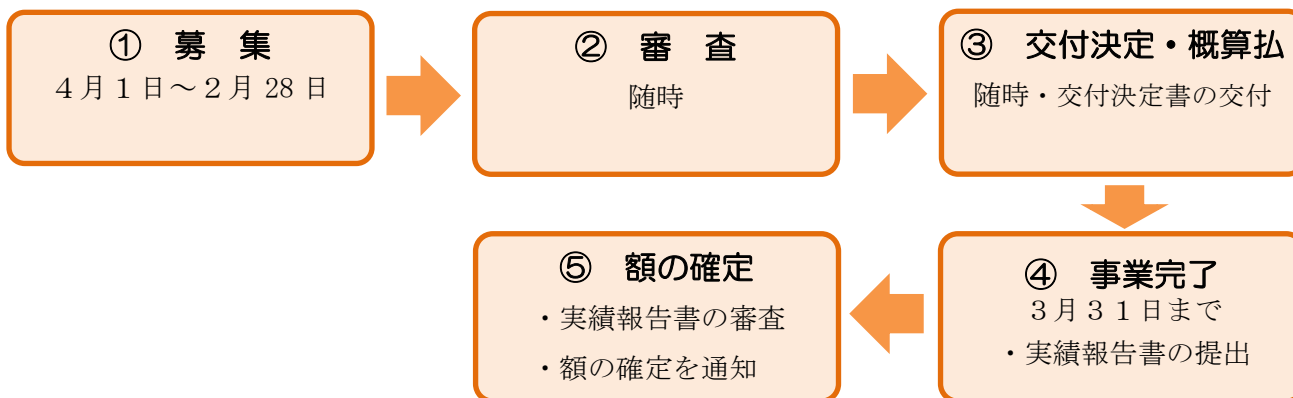 ① 募 集
４月１日～２月 28 日
② 審 査
随時
③ 交付決定・概算払
随時・交付決定書の交付
④ 事業完了
３月３１日まで
・実績報告書の提出
⑤ 額の確定
・実績報告書の審査
・額の確定を通知